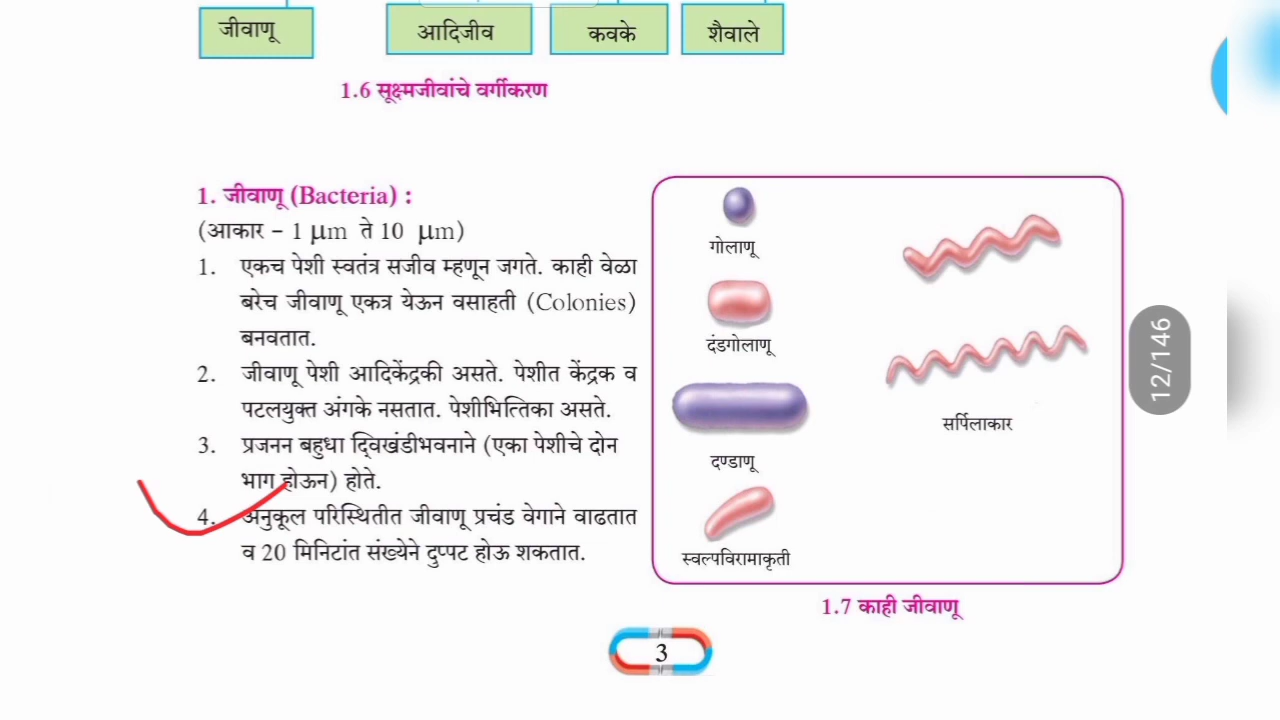 जीवाणू
आदिजीव
कवके
शैवाले
1.6 सूक्ष्मजीवांचे वर्गीकरण
1. जीवाणू (Bacteria) :
(आकार - 1 μm ते 10 μm)
1. एकच पेशी स्वतंत्र सजीव म्हणून जगते. काही वेळा
बरेच जीवाणू एकत्र येऊन वसाहती (Colonies)
बनवतात.
2. जीवाणू पेशी आदिकेंद्रकी असते. पेशीत केंद्रक व
पटलयुक्त अंगके नसतात. पेशीभित्तिका असते.
3. प्रजनन बहुधा द्विखंडीभवनाने (एका पेशीचे दोन
भाग होऊन) होते.
4. अनुकूल परिस्थितीत जीवाणू प्रचंड वेगाने वाढतात
व 20 मिनिटांत संख्येने दुप्पट होऊ शकतात.
गोलाणू
दंडगोलाणू
दण्डाणू
स्वल्पविरामाकृती
सर्पिलाकार
1.7 काही जीवाणू
3
12/146